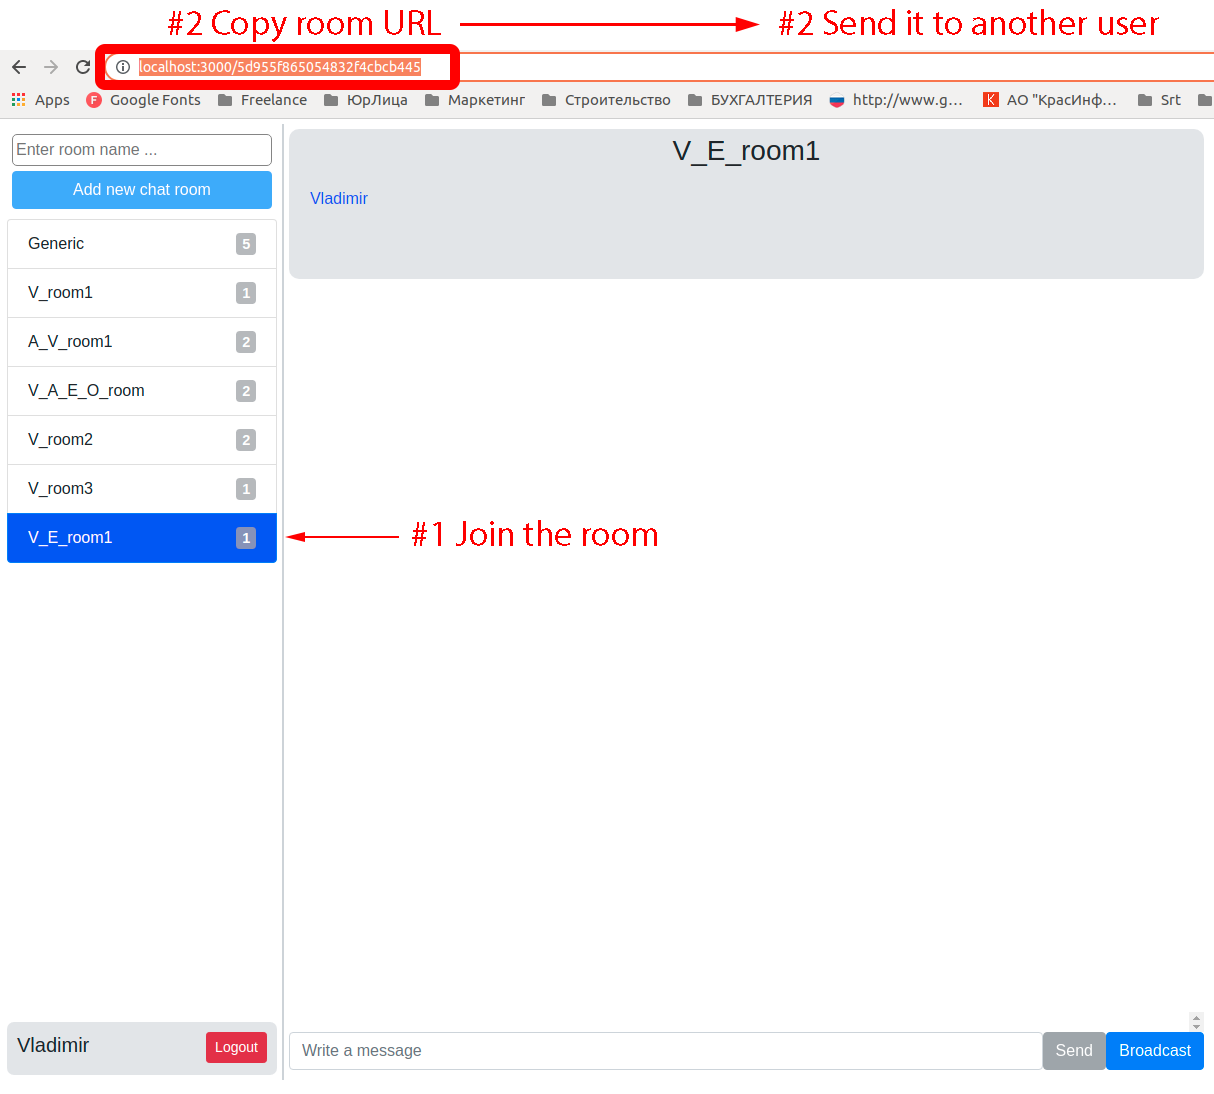 #2 Copy room URL #2 Send it to another user
localhost:3000/5d955f865054832f4cbcb445
Apps Google Fonts Freelance ЮрЛица Маркетинг Строительство БУХГАЛТЕРИЯ http://www.g... К АО "КрасИнф... Srt
Enter room name ...
Add new chat room
Generic 5
V_room1 1
A_V_room1 2
V_A_E_O_room 2
V_room2 2
V_room3 1
V_E_room1 1
#1 Join the room
V_E_room1
Vladimir
Vladimir Logout
Write a message Send Broadcast